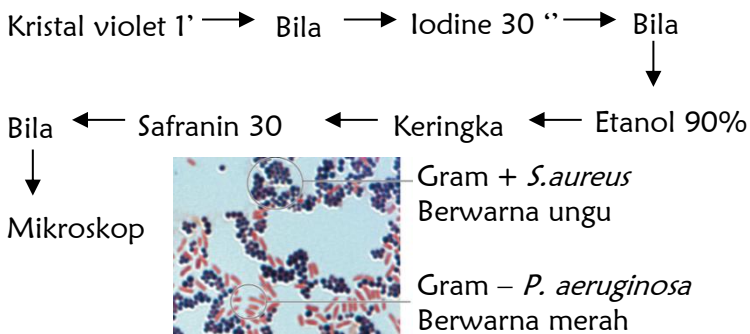 Kristal violet 1’ Bila Iodine 30 ‘’ Bila
Etanol 90%
Keringka
Safranin 30
Bila
Mikroskop
Gram + S.aureus
Berwarna ungu
Gram – P. aeruginosa
Berwarna merah